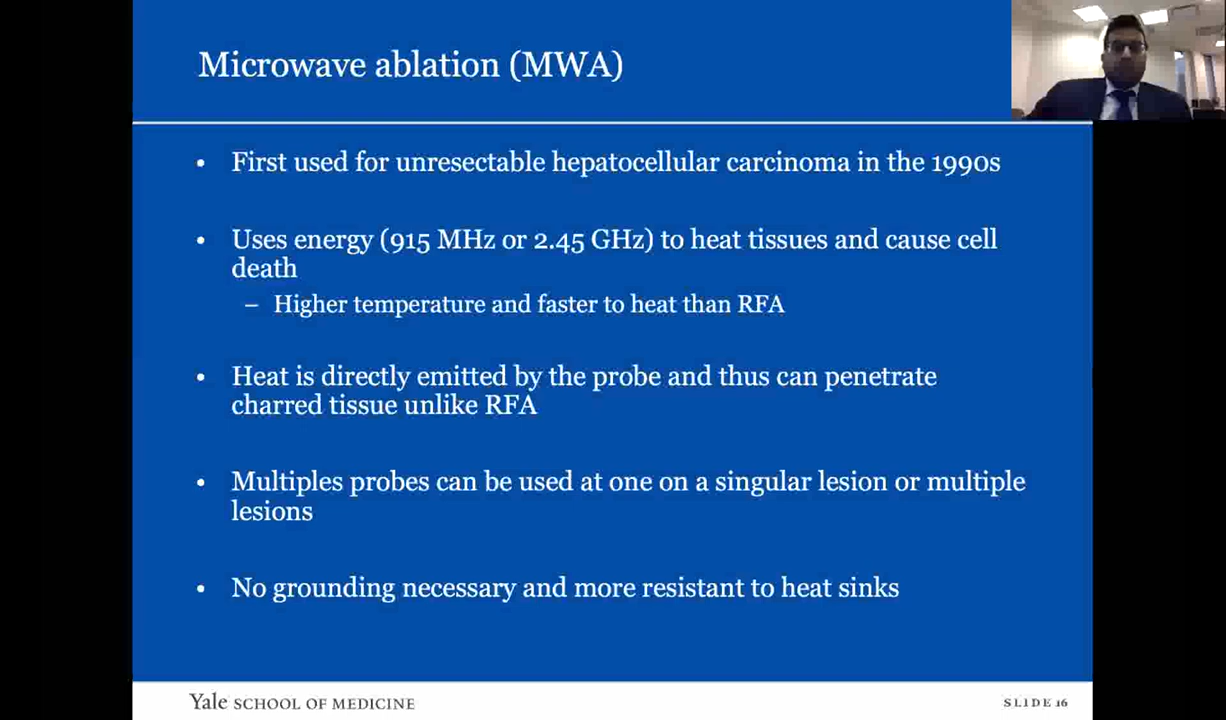 Microwave ablation (MWA)
• First used for unresectable hepatocellular carcinoma in the 1990s
• Uses energy (915 MHz or 2.45 GHz) to heat tissues and cause cell
death
– Higher temperature and faster to heat than RFA
• Heat is directly emitted by the probe and thus can penetrate
charred tissue unlike RFA
• Multiples probes can be used at one on a singular lesion or multiple
lesions
• No grounding necessary and more resistant to heat sinks
Yale SCHOOL OF MEDICINE
SLIDE 16